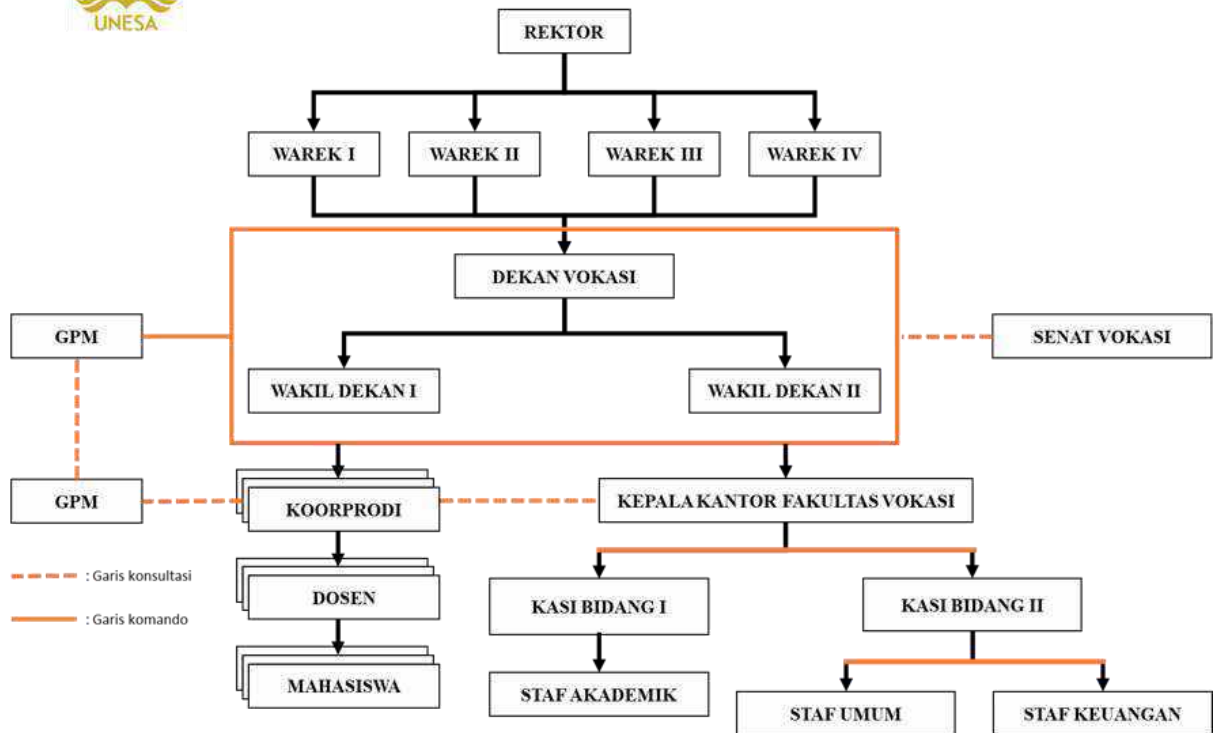 UNESA
REKTOR
WAREK I
WAREK II
WAREK III
WAREK IV
DEKAN VOKASI
GPM
SENAT VOKASI
WAKIL DEKAN I
WAKIL DEKAN II
GPM
KOORPRODI
KEPALA KANTOR FAKULTAS VOKASI
: Garis konsultasi
DOSEN
KASI BIDANG I
KASI BIDANG II
: Garis komando
MAHASISWA
STAF AKADEMIK
STAF UMUM
STAF KEUANGAN